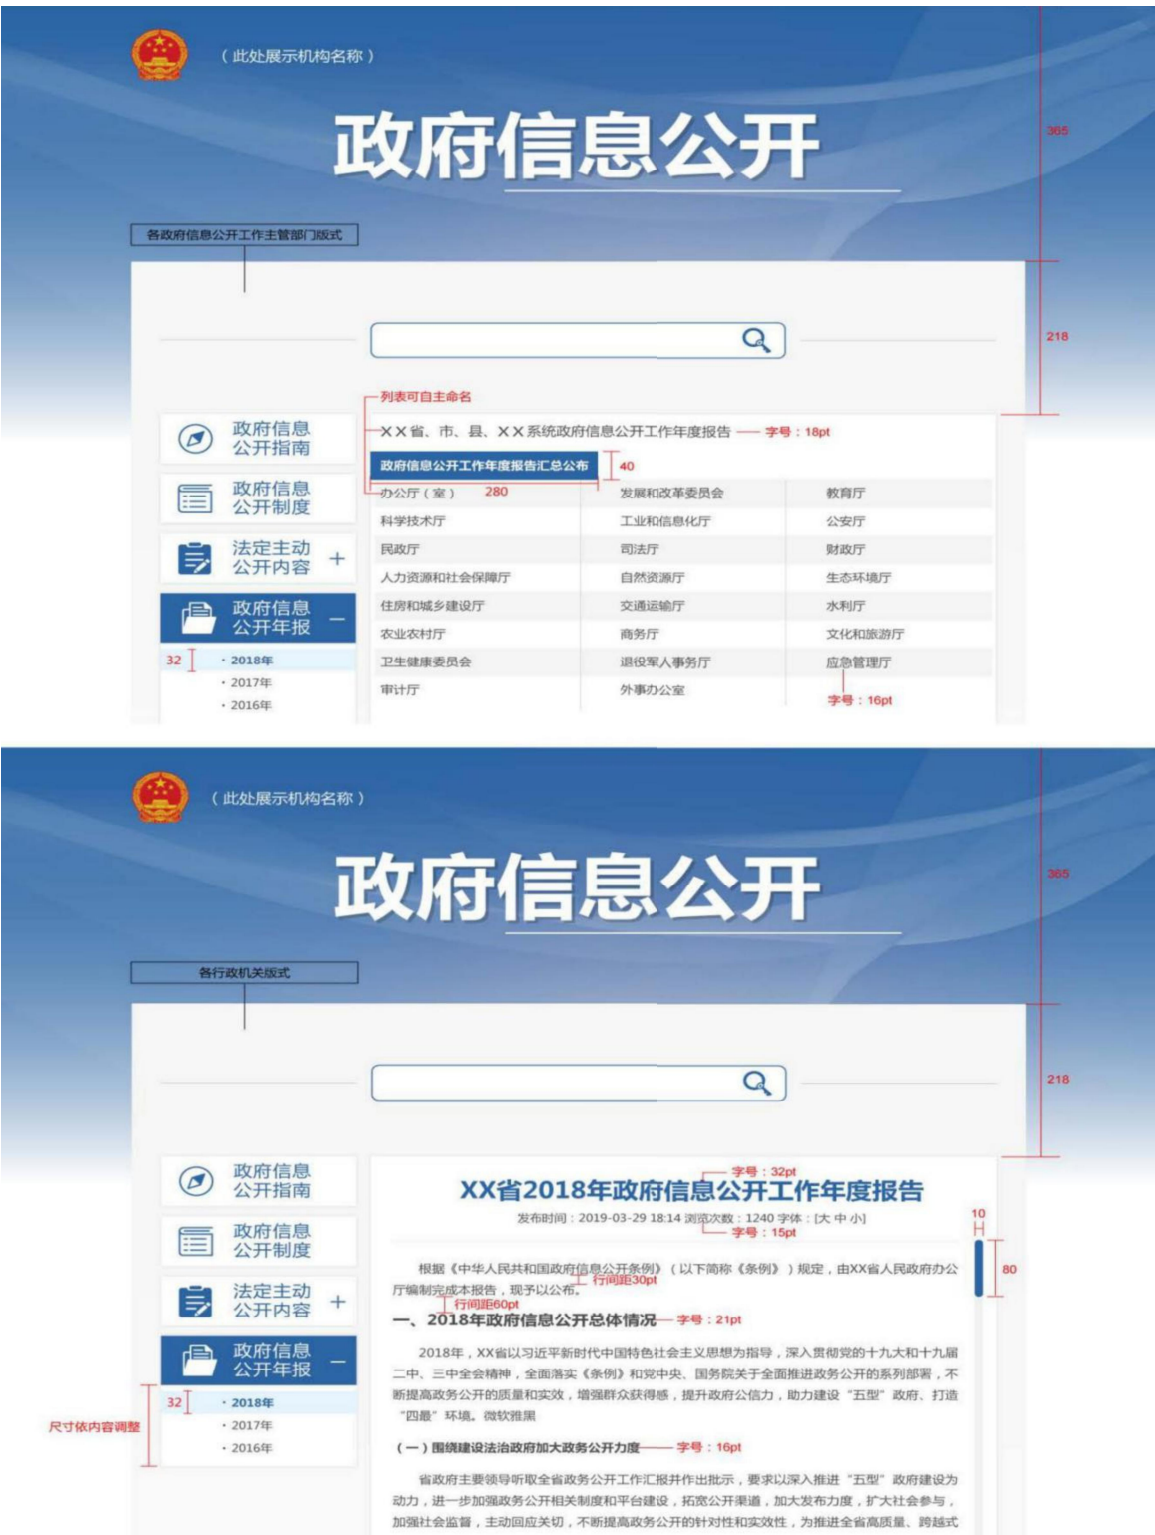 （此处展示机构名称）
政府信息公开
365
各政府信息公开工作主管部门版式
218
列表可自主命名
政府信息
公开指南
XX省、市、县、XX系统政府信息公开工作年度报告
字号：18pt
政府信息公开工作年度报告汇总公布
40
280
办公厅（室） 发展和改革委员会 教育厅
政府信息
公开制度
科学技术厅 工业和信息化厅 公安厅
法定主动
公开内容 +
民政厅 司法厅 财政厅
人力资源和社会保障厅 自然资源厅 生态环境厅
政府信息
公开年报 —
住房和城乡建设厅 交通运输厅 水利厅
农业农村厅 商务厅 文化和旅游厅
32
· 2018年
卫生健康委员会 退役军人事务厅 应急管理厅
· 2017年
审计厅 外事办公室
字号：16pt
· 2016年
（此处展示机构名称）
政府信息公开
365
各行政机关版式
218
政府信息
公开指南
政府信息
公开制度
法定主动
公开内容 +
政府信息
公开年报 —
32
· 2018年
· 2017年
· 2016年
尺寸依内容调整
字号：32pt
XX省2018年政府信息公开工作年度报告
发布时间：2019-03-29 18:14 浏览次数：1240 字体：[大 中 小]
字号：15pt
10
80
根据《中华人民共和国政府信息公开条例》（以下简称《条例》）规定，由XX省人民政府办公
行间距30pt
厅编制完成本报告，现予以公布。
行间距60pt
一、2018年政府信息公开总体情况
字号：21pt
2018年，XX省以习近平新时代中国特色社会主义思想为指导，深入贯彻党的十九大和十九届
二中、三中全会精神，全面落实《条例》和党中央、国务院关于全面推进政务公开的系列部署，不
断提高政务公开的质量和实效，增强群众获得感，提升政府公信力，助力建设“五型”政府、打造
“四最”环境。微软雅黑
（一）围绕建设法治政府加大政务公开力度
字号：16pt
省政府主要领导听取全省政务公开工作汇报并作出批示，要求以深入推进“五型”政府建设为
动力，进一步加强政务公开相关制度和平台建设，拓宽公开渠道，加大发布力度，扩大社会参与，
加强社会监督，主动回应关切，不断提高政务公开的针对性和实效性，为推进全省高质量、跨越式